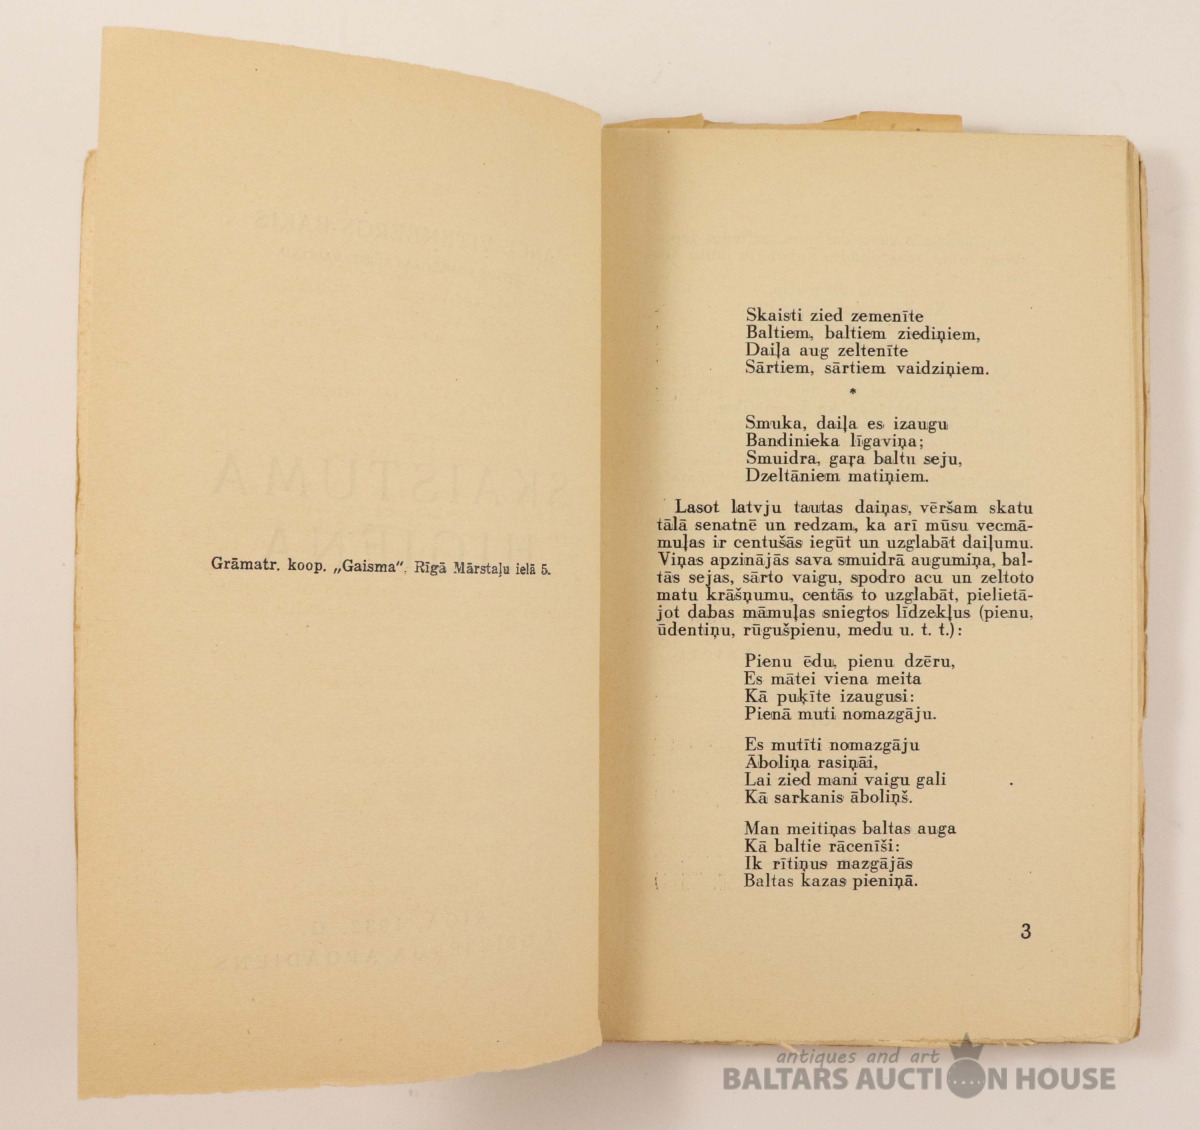 Grāmatr. koop. „Gaisma“, Rīgā Mārstaļu ielā 5.
Skaisti zied zemenīte
Baltiem, baltiem ziediņiem,
Daiļa aug zeltenīte
Sārtiem, sārtiem vaidziņiem.
*
Smuka, daiļa es izaugu
Bandinieka līgaviņa;
Smuidra, gaŗa baltu seju,
Dzeltāniem matiņiem.
Lasot latvju tautas daiņas, vēršam skatu
tālā senatnē un redzam, ka arī mūsu vecmā-
muļas ir centušās iegūt un uzglabāt daiļumu.
Viņas apzinājās sava smuidrā augumiņa, bal-
tās sejas, sārto vaigu, spodro acu un zeltoto
matu krāšņumu, centās to uzglabāt, pielietā-
jot dabas māmuļas sniegtos līdzekļus (pienu,
ūdentiņu, rūgušpienu, medu u. t. t.):
Pienu ēdu, pienu dzēru,
Es mātei viena meita
Kā puķīte izaugusi:
Pienā muti nomazgāju.
Es mutīti nomazgāju
Āboliņa rasiņāi,
Lai zied mani vaigu gali
Kā sarkanis āboliņš.
Man meitiņas baltas auga
Kā baltie rācenīši:
Ik rītiņus mazgājās
Baltas kazas pieniņā.
3
antiques and art
BALTARS AUCTION HOUSE